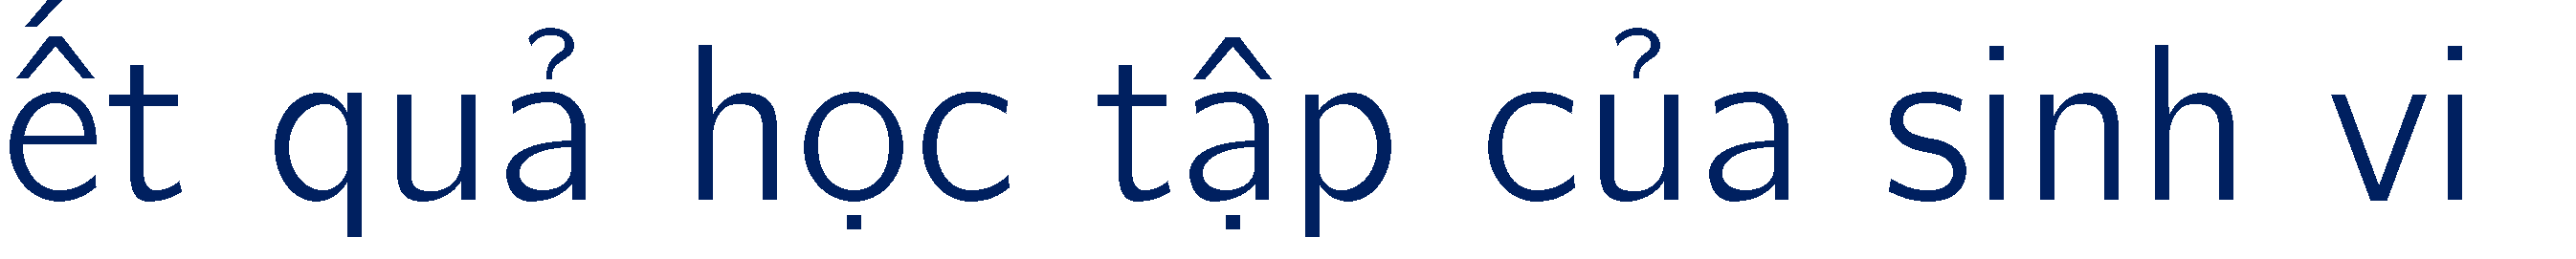 ết quả học tập của sinh vi